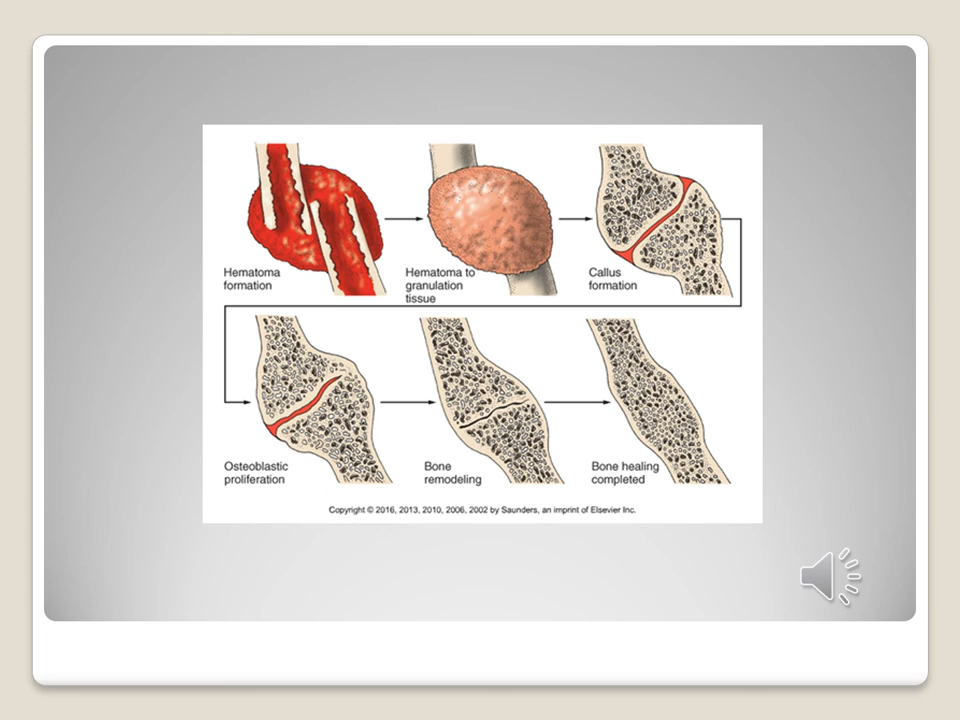 Hematoma
formation
Hematoma to
granulation
tissue
Callus
formation
Osteoblastic
proliferation
Bone
remodeling
Bone healing
completed
Copyright © 2016, 2013, 2010, 2006, 2002 by Saunders, an imprint of Elsevier Inc.